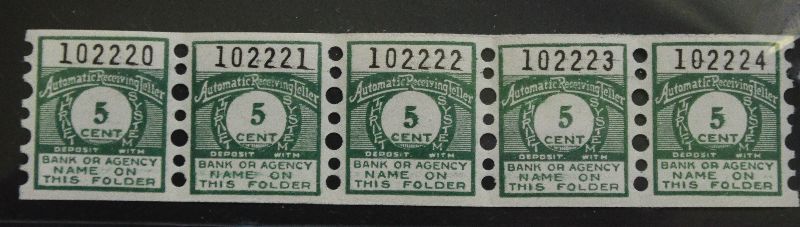 102220
Automatic Receiving Teller
THRIFT SYSTEM
5
CENT
DEPOSIT WITH
BANK OR AGENCY
NAME ON
THIS FOLDER
102221
Automatic Receiving Teller
THRIFT SYSTEM
5
CENT
DEPOSIT WITH
BANK OR AGENCY
NAME ON
THIS FOLDER
102222
Automatic Receiving Teller
THRIFT SYSTEM
5
CENT
DEPOSIT WITH
BANK OR AGENCY
NAME ON
THIS FOLDER
102223
Automatic Receiving Teller
THRIFT SYSTEM
5
CENT
DEPOSIT WITH
BANK OR AGENCY
NAME ON
THIS FOLDER
102224
Automatic Receiving Teller
THRIFT SYSTEM
5
CENT
DEPOSIT WITH
BANK OR AGENCY
NAME ON
THIS FOLDER